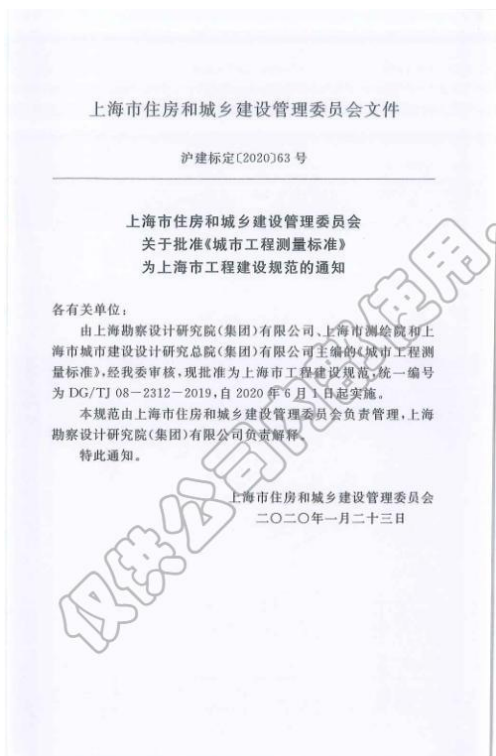 上海市住房和城乡建设管理委员会文件
沪建标定〔2020〕63号
上海市住房和城乡建设管理委员会
关于批准《城市工程测量标准》
为上海市工程建设规范的通知
各有关单位：
由上海勘察设计研究院(集团)有限公司、上海市测绘院和上
海市城市建设设计研究总院(集团)有限公司主编的《城市工程测
量标准》,经我委审核,现批准为上海市工程建设规范,统一编号
为 DG/TJ 08-2312-2019,自 2020 年 6 月 1 日起实施。
本规范由上海市住房和城乡建设管理委员会负责管理,上海
勘察设计研究院(集团)有限公司负责解释。
特此通知。
上海市住房和城乡建设管理委员会
二〇二〇年一月二十三日
仅供公司内部使用